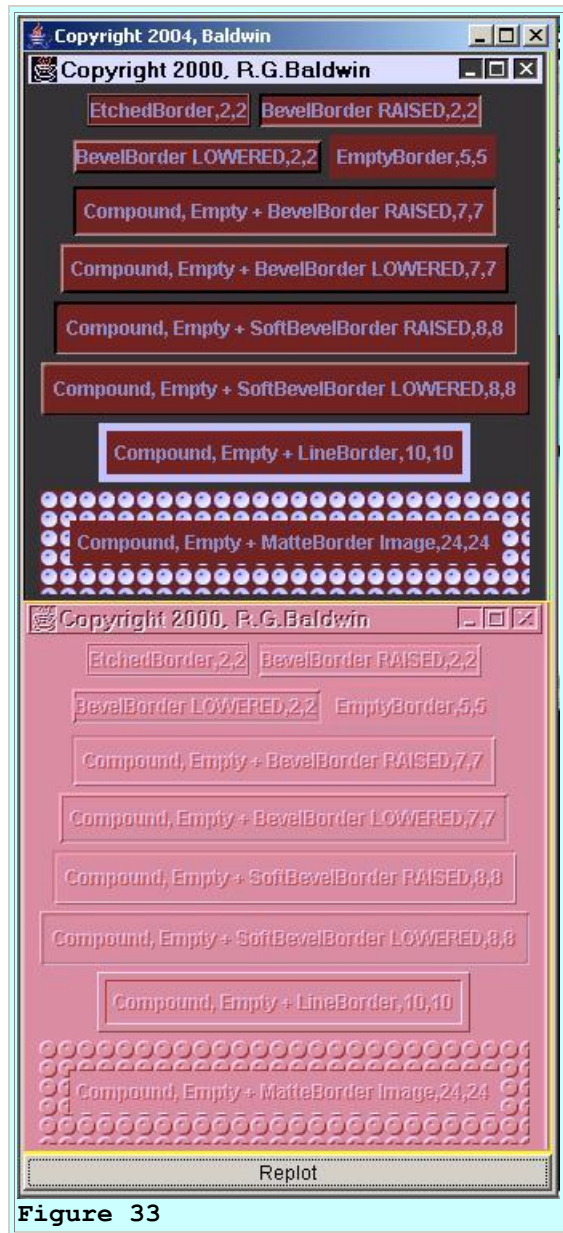 Copyright 2004, Baldwin
Copyright 2000, R.G.Baldwin
EtchedBorder,2,2 BevelBorder RAISED,2,2
BevelBorder LOWERED,2,2 EmptyBorder,5,5
Compound, Empty + BevelBorder RAISED,7,7
Compound, Empty + BevelBorder LOWERED,7,7
Compound, Empty + SoftBevelBorder RAISED,8,8
Compound, Empty + SoftBevelBorder LOWERED,8,8
Compound, Empty + LineBorder,10,10
Compound, Empty + MatteBorder Image,24,24
Copyright 2000, R.G.Baldwin
EtchedBorder,2,2 BevelBorder RAISED,2,2
BevelBorder LOWERED,2,2 EmptyBorder,5,5
Compound, Empty + BevelBorder RAISED,7,7
Compound, Empty + BevelBorder LOWERED,7,7
Compound, Empty + SoftBevelBorder RAISED,8,8
Compound, Empty + SoftBevelBorder LOWERED,8,8
Compound, Empty + LineBorder,10,10
Compound, Empty + MatteBorder Image,24,24
Replot
Figure 33